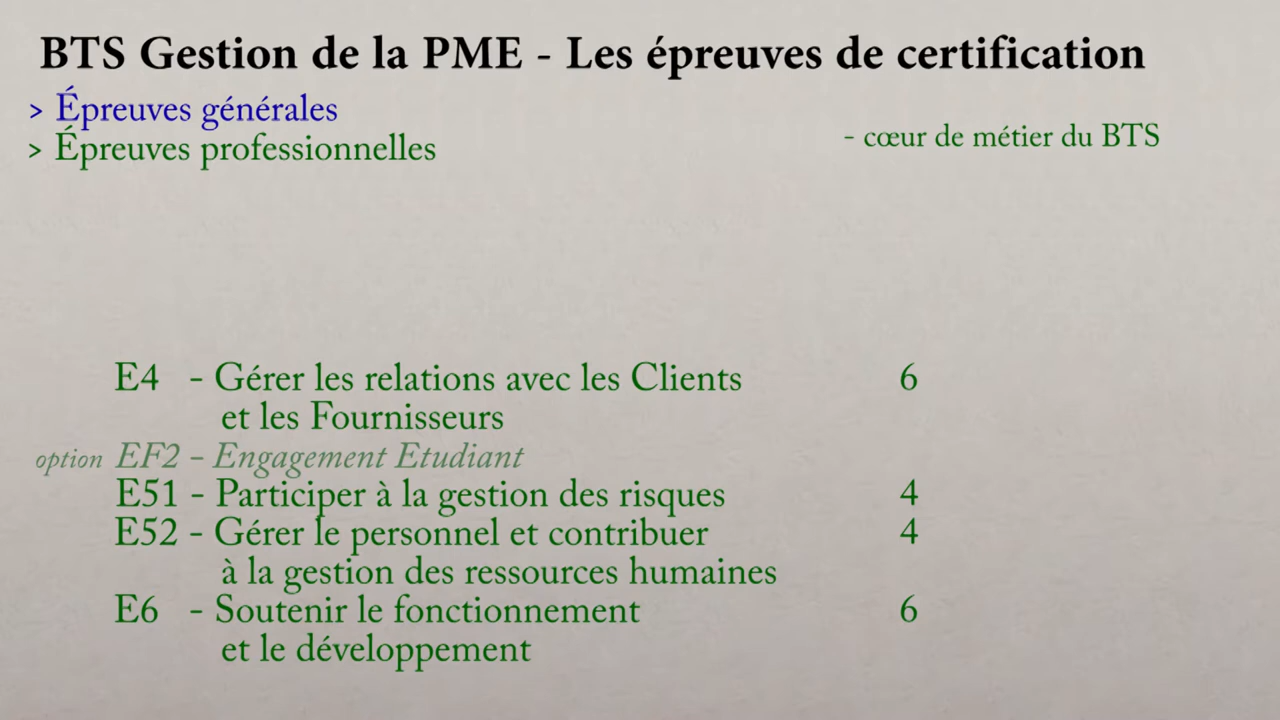 BTS Gestion de la PME - Les épreuves de certification
> Épreuves générales
> Épreuves professionnelles
- cœur de métier du BTS
E4 - Gérer les relations avec les Clients 6
et les Fournisseurs
option EF2 - Engagement Etudiant
E51 - Participer à la gestion des risques 4
E52 - Gérer le personnel et contribuer 4
à la gestion des ressources humaines
E6 - Soutenir le fonctionnement 6
et le développement